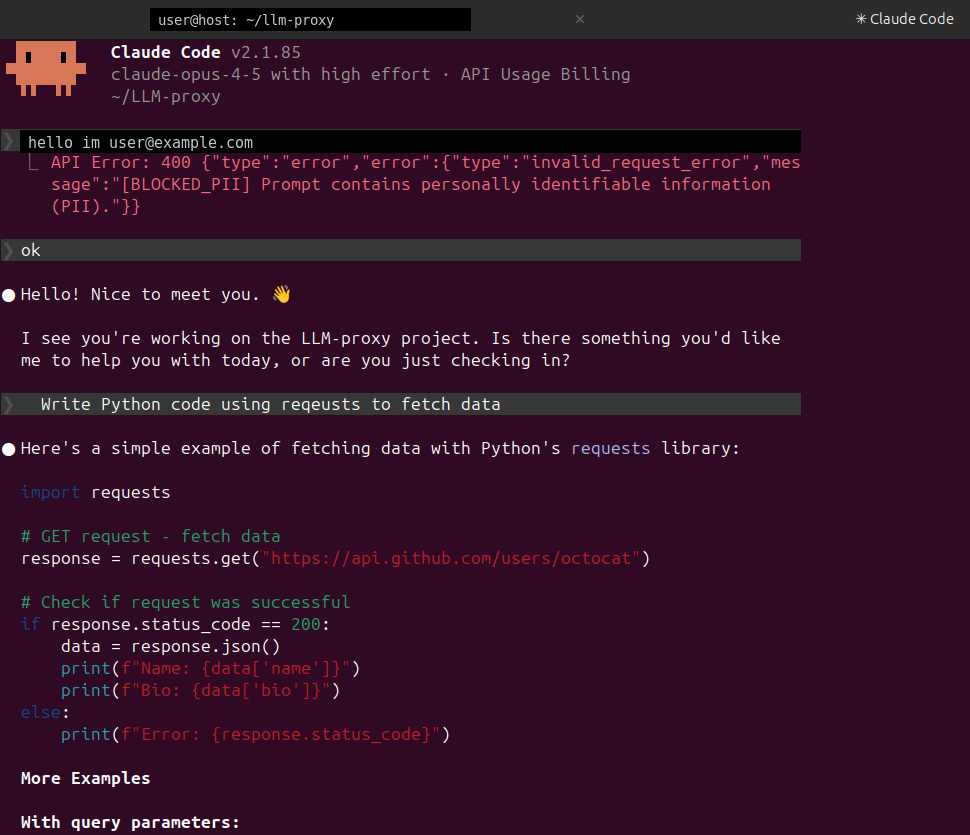 user@host: ~/llm-proxy
×
✳ Claude Code
Claude Code v2.1.85
claude-opus-4-5 with high effort · API Usage Billing
~/LLM-proxy
❯ hello im user@example.com
⎿ API Error: 400 {"type":"error","error":{"type":"invalid_request_error","mes
sage":"[BLOCKED_PII] Prompt contains personally identifiable information
(PII)."}}
❯ ok
● Hello! Nice to meet you. 👋
I see you're working on the LLM-proxy project. Is there something you'd like
me to help you with today, or are you just checking in?
❯ Write Python code using reqeusts to fetch data
● Here's a simple example of fetching data with Python's requests library:
import requests
# GET request - fetch data
response = requests.get("https://api.github.com/users/octocat")
# Check if request was successful
if response.status_code == 200:
    data = response.json()
    print(f"Name: {data['name']}")
    print(f"Bio: {data['bio']}")
else:
    print(f"Error: {response.status_code}")
More Examples
With query parameters: